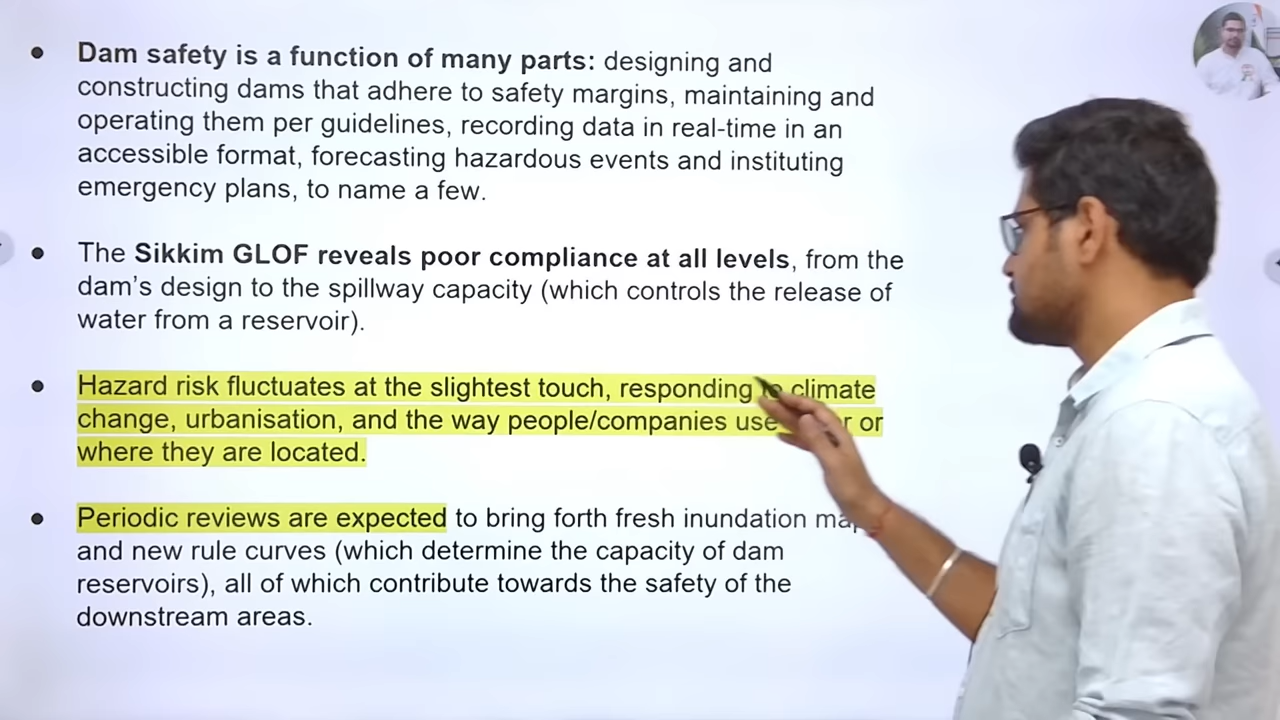 Dam safety is a function of many parts: designing and
constructing dams that adhere to safety margins, maintaining and
operating them per guidelines, recording data in real-time in an
accessible format, forecasting hazardous events and instituting
emergency plans, to name a few.
The Sikkim GLOF reveals poor compliance at all levels, from the
dam's design to the spillway capacity (which controls the release of
water from a reservoir).
Hazard risk fluctuates at the slightest touch, responding climate
change, urbanisation, and the way people/companies use or
where they are located.
Periodic reviews are expected to bring forth fresh inundation
and new rule curves (which determine the capacity of dam
reservoirs), all of which contribute towards the safety of the
downstream areas.